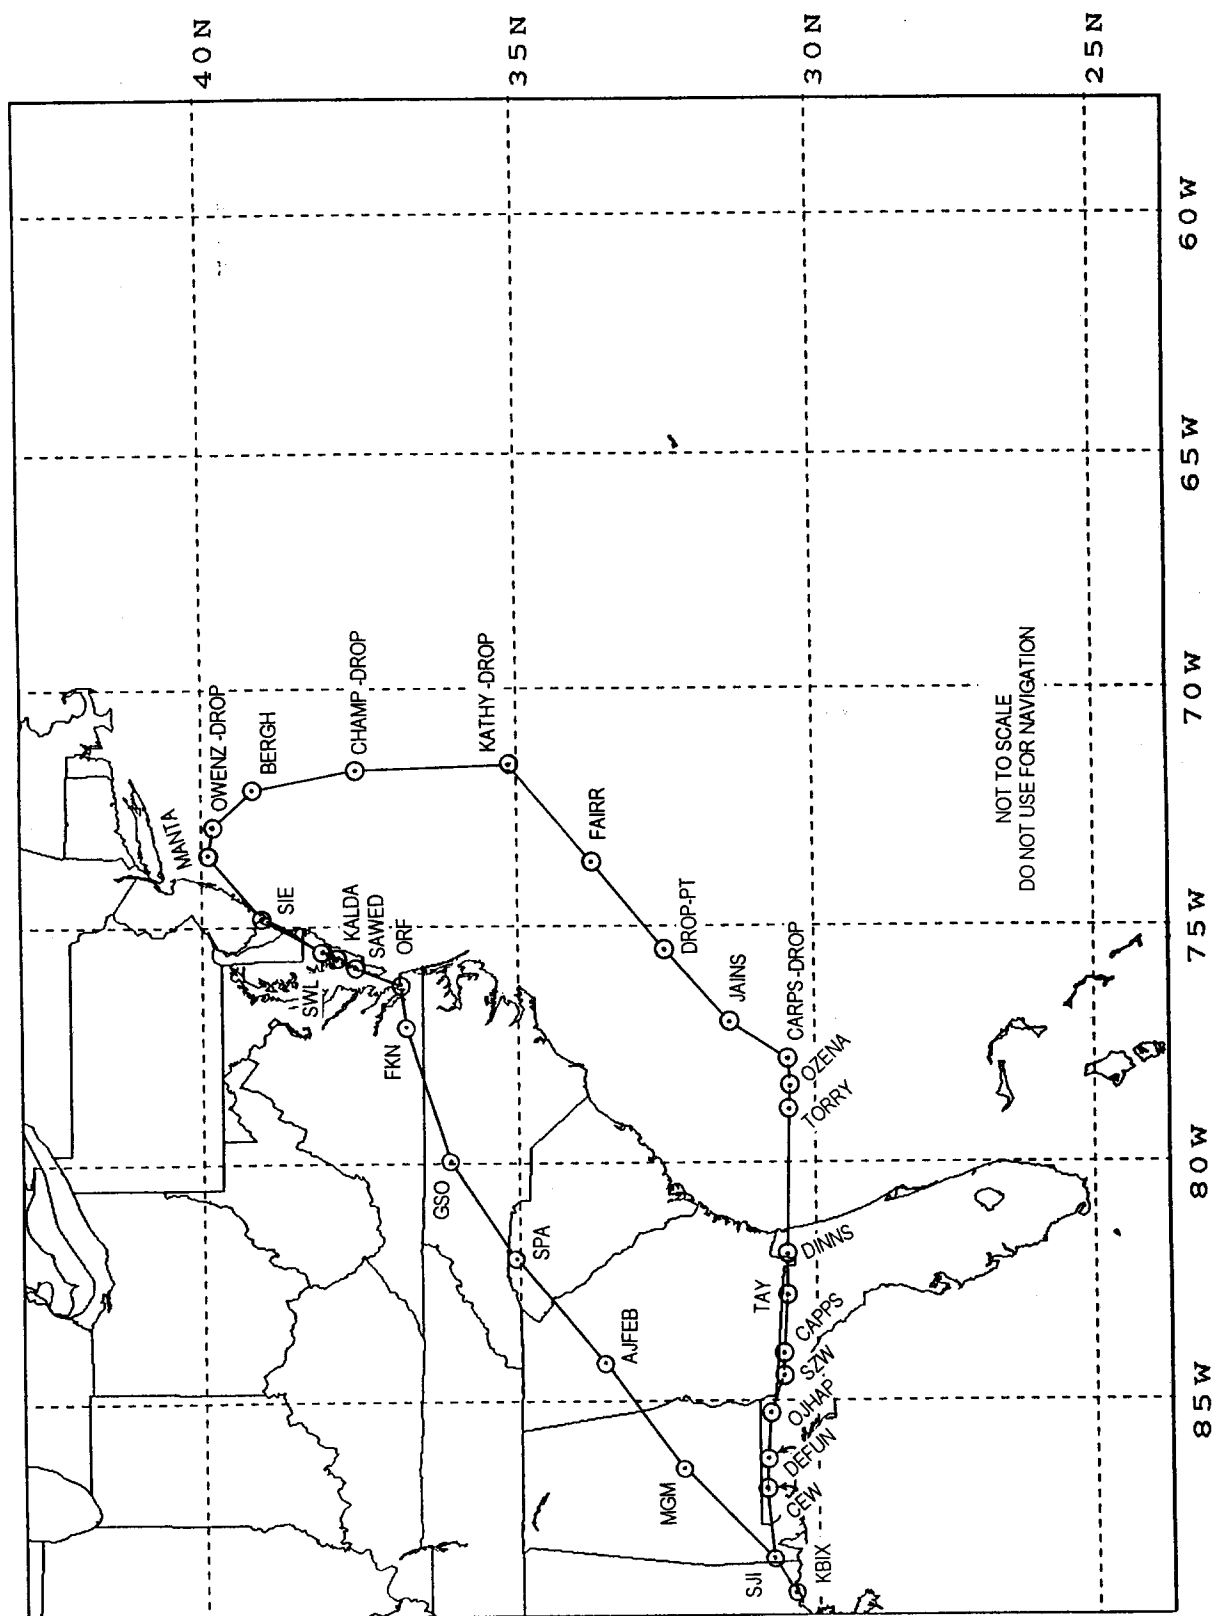 40N
35N
30N
25N
60W
65W
70W
75W
80W
85W
OWENZ -DROP
BERGH
CHAMP -DROP
KATHY -DROP
MANTA
FAIRR
SIE
KALDA
SAWED
ORF
SWL
DROP-PT
JAINS
CARPS-DROP
OZENA
TORRY
FKN
GSO
SPA
DINNS
TAY
CAPPS
SZW
AJFEB
OJHAP
DEFUN
CEW
MGM
SJI
KBIX
NOT TO SCALE
DO NOT USE FOR NAVIGATION